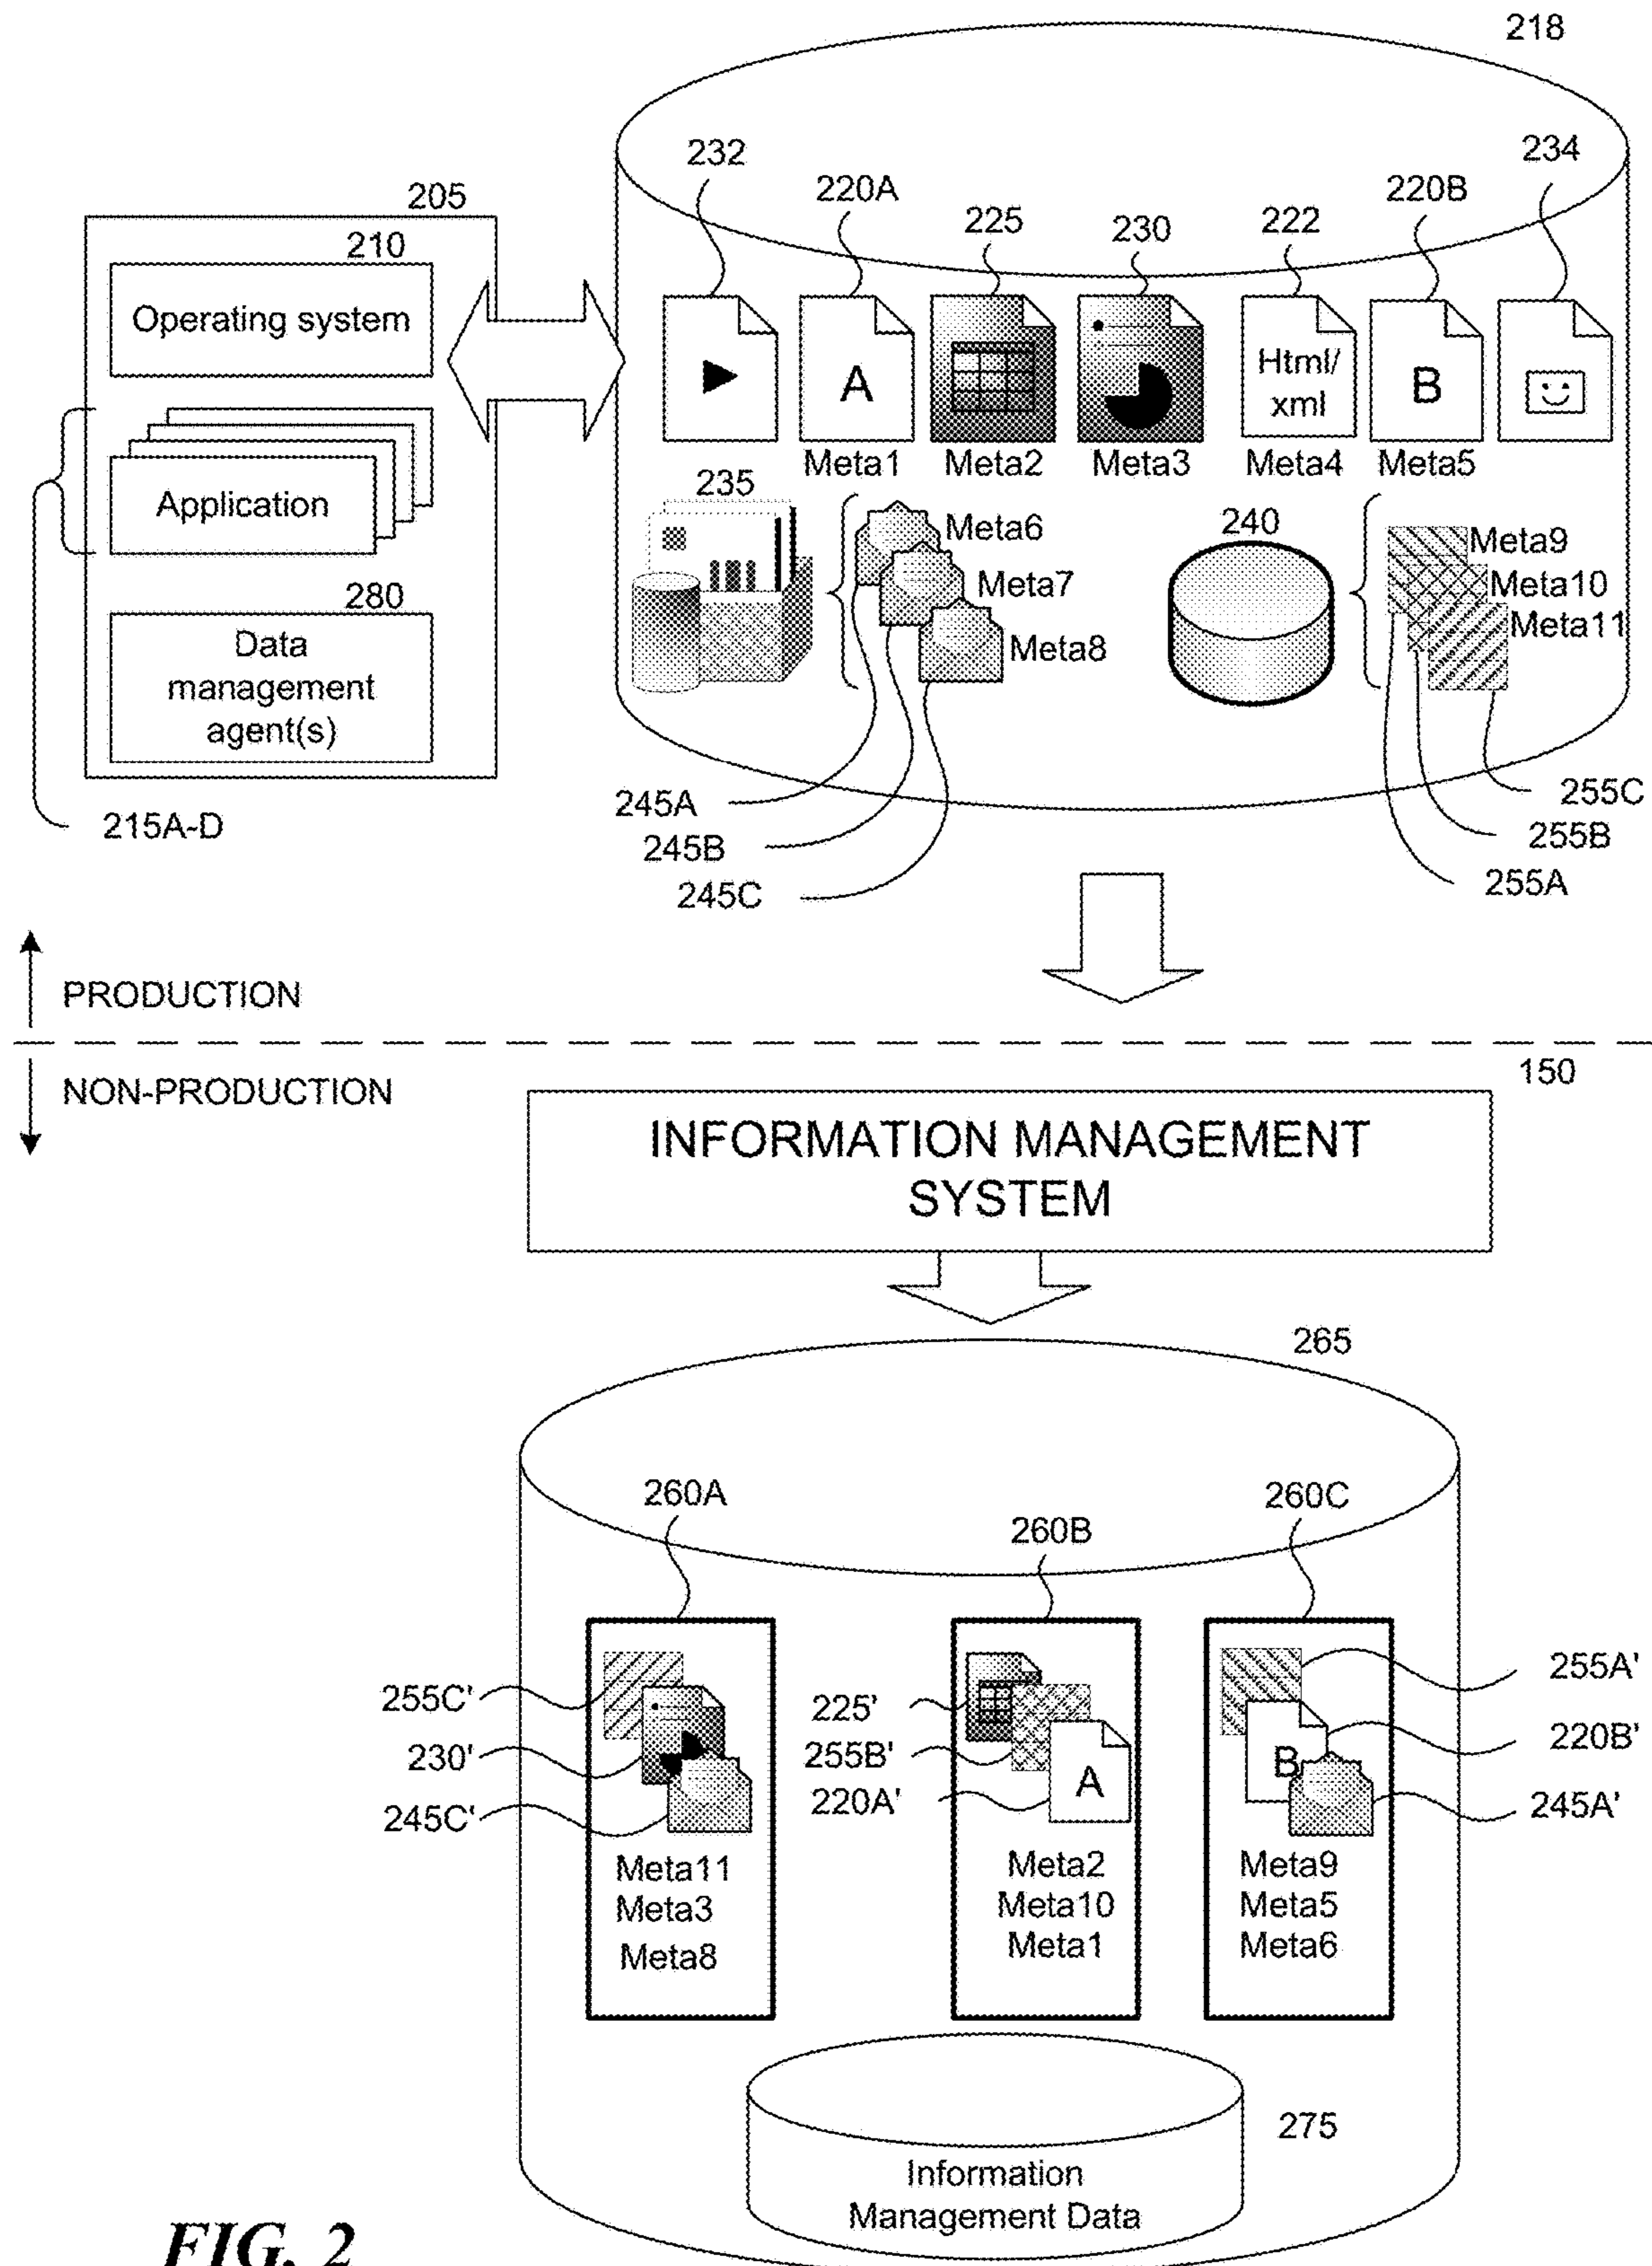 218
232
220A
225
230
222
220B
234
205
210
Operating system
A
Html/
xml
B
Meta1
Meta2
Meta3
Meta4
Meta5
Application
235
Meta6
Meta7
Meta8
240
Meta9
Meta10
Meta11
280
Data
management
agent(s)
215A-D
245A
245B
245C
255C
255B
255A
PRODUCTION
NON-PRODUCTION
150
INFORMATION MANAGEMENT
SYSTEM
265
260A
260B
260C
255C'
230'
245C'
225'
255B'
220A'
A
B
255A'
220B'
245A'
Meta11
Meta3
Meta8
Meta2
Meta10
Meta1
Meta9
Meta5
Meta6
275
Information
Management Data
FIG. 2